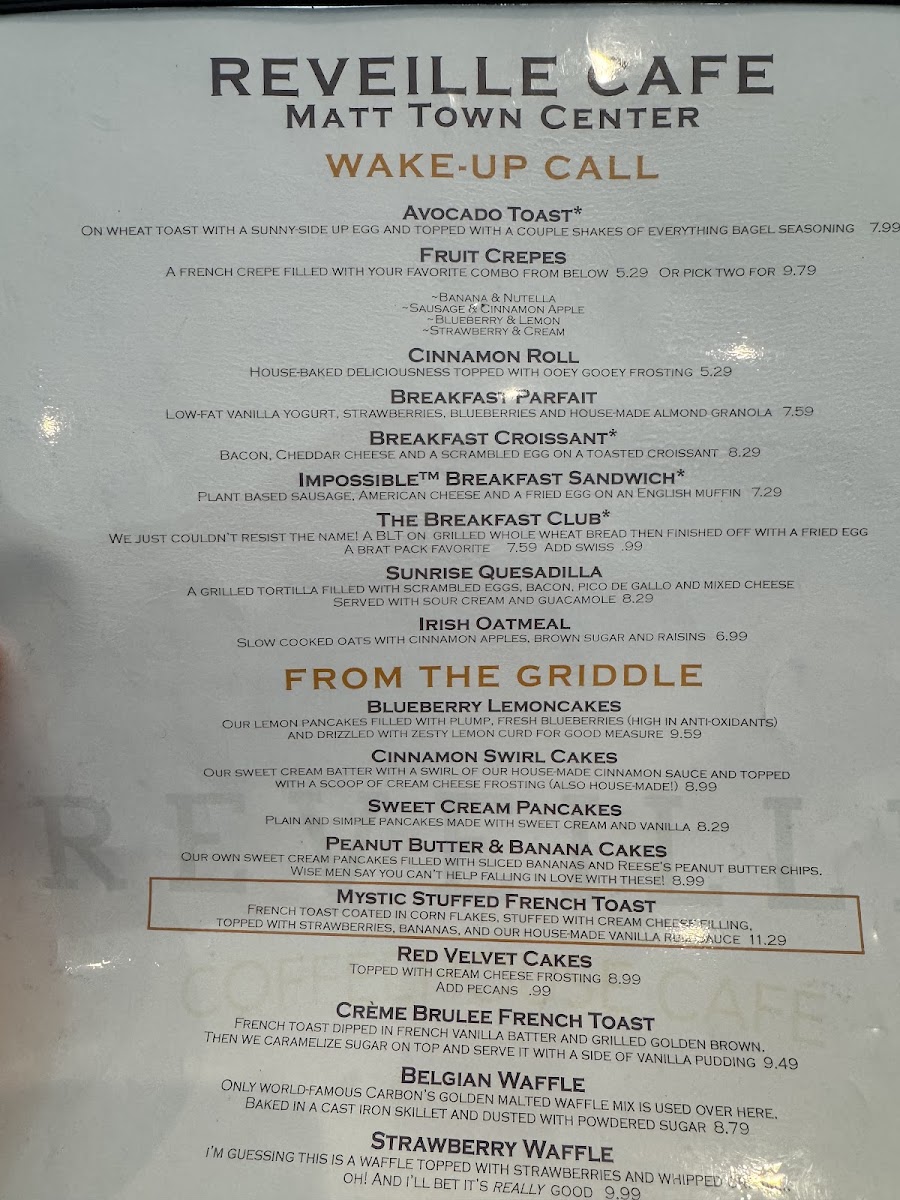 REVEILLE CAFE
MATT TOWN CENTER
WAKE-UP CALL
AVOCADO TOAST*
ON WHEAT TOAST WITH A SUNNY-SIDE UP EGG AND TOPPED WITH A COUPLE SHAKES OF EVERYTHING BAGEL SEASONING 7.99
FRUIT CREPES
A FRENCH CREPE FILLED WITH YOUR FAVORITE COMBO FROM BELOW 5.29 OR PICK TWO FOR 9.79
~BANANA & NUTELLA
~SAUSAGE & CINNAMON APPLE
~BLUEBERRY & LEMON
~STRAWBERRY & CREAM
CINNAMON ROLL
HOUSE-BAKED DELICIOUSNESS TOPPED WITH OOEY GOOEY FROSTING 5.29
BREAKFAST PARFAIT
LOW-FAT VANILLA YOGURT, STRAWBERRIES, BLUEBERRIES AND HOUSE-MADE ALMOND GRANOLA 7.59
BREAKFAST CROISSANT*
BACON, CHEDDAR CHEESE AND A SCRAMBLED EGG ON A TOASTED CROISSANT 8.29
IMPOSSIBLE™ BREAKFAST SANDWICH*
PLANT BASED SAUSAGE, AMERICAN CHEESE AND A FRIED EGG ON AN ENGLISH MUFFIN 7.29
THE BREAKFAST CLUB*
WE JUST COULDN'T RESIST THE NAME! A BLT ON GRILLED WHOLE WHEAT BREAD THEN FINISHED OFF WITH A FRIED EGG
A BRAT PACK FAVORITE 7.59 ADD SWISS .99
SUNRISE QUESADILLA
A GRILLED TORTILLA FILLED WITH SCRAMBLED EGGS, BACON, PICO DE GALLO AND MIXED CHEESE
SERVED WITH SOUR CREAM AND GUACAMOLE 8.29
IRISH OATMEAL
SLOW COOKED OATS WITH CINNAMON APPLES, BROWN SUGAR AND RAISINS 6.99
FROM THE GRIDDLE
BLUEBERRY LEMONCAKES
OUR LEMON PANCAKES FILLED WITH PLUMP, FRESH BLUEBERRIES (HIGH IN ANTI-OXIDANTS)
AND DRIZZLED WITH ZESTY LEMON CURD FOR GOOD MEASURE 9.59
CINNAMON SWIRL CAKES
OUR SWEET CREAM BATTER WITH A SWIRL OF OUR HOUSE-MADE CINNAMON SAUCE AND TOPPED
WITH A SCOOP OF CREAM CHEESE FROSTING (ALSO HOUSE-MADE!) 8.99
SWEET CREAM PANCAKES
PLAIN AND SIMPLE PANCAKES MADE WITH SWEET CREAM AND VANILLA 8.29
PEANUT BUTTER & BANANA CAKES
OUR OWN SWEET CREAM PANCAKES FILLED WITH SLICED BANANAS AND REESE'S PEANUT BUTTER CHIPS.
WISE MEN SAY YOU CAN'T HELP FALLING IN LOVE WITH THESE! 8.99
MYSTIC STUFFED FRENCH TOAST
FRENCH TOAST COATED IN CORN FLAKES, STUFFED WITH CREAM CHEESE FILLING,
TOPPED WITH STRAWBERRIES, BANANAS, AND OUR HOUSE-MADE VANILLA RUM SAUCE 11.29
RED VELVET CAKES
TOPPED WITH CREAM CHEESE FROSTING 8.99
ADD PECANS .99
CRÈME BRULEE FRENCH TOAST
FRENCH TOAST DIPPED IN FRENCH VANILLA BATTER AND GRILLED GOLDEN BROWN.
THEN WE CARAMELIZE SUGAR ON TOP AND SERVE IT WITH A SIDE OF VANILLA PUDDING 9.49
BELGIAN WAFFLE
ONLY WORLD-FAMOUS CARBON'S GOLDEN MALTED WAFFLE MIX IS USED OVER HERE.
BAKED IN A CAST IRON SKILLET AND DUSTED WITH POWDERED SUGAR 8.79
STRAWBERRY WAFFLE
I'M GUESSING THIS IS A WAFFLE TOPPED WITH STRAWBERRIES AND WHIPPED
OH! AND I'LL BET IT'S REALLY GOOD 9.99